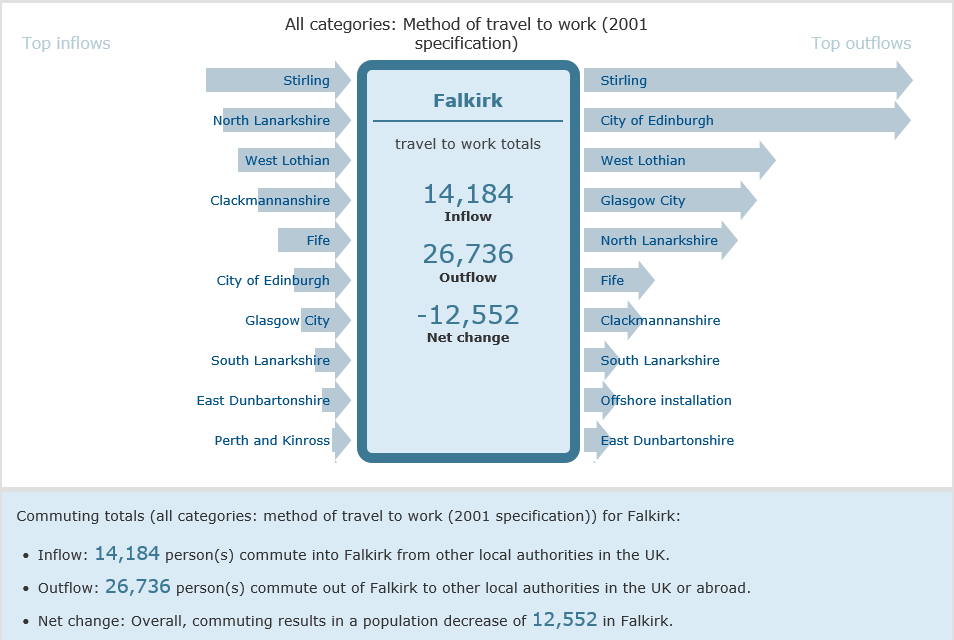 All categories: Method of travel to work (2001
specification)
Top inflows
Top outflows
Stirling
North Lanarkshire
West Lothian
Clackmannanshire
Fife
City of Edinburgh
Glasgow City
South Lanarkshire
East Dunbartonshire
Perth and Kinross
Falkirk
travel to work totals
14,184
Inflow
26,736
Outflow
-12,552
Net change
Stirling
City of Edinburgh
West Lothian
Glasgow City
North Lanarkshire
Fife
Clackmannanshire
South Lanarkshire
Offshore installation
East Dunbartonshire
Commuting totals (all categories: method of travel to work (2001 specification)) for Falkirk:
• Inflow: 14,184 person(s) commute into Falkirk from other local authorities in the UK.
• Outflow: 26,736 person(s) commute out of Falkirk to other local authorities in the UK or abroad.
• Net change: Overall, commuting results in a population decrease of 12,552 in Falkirk.